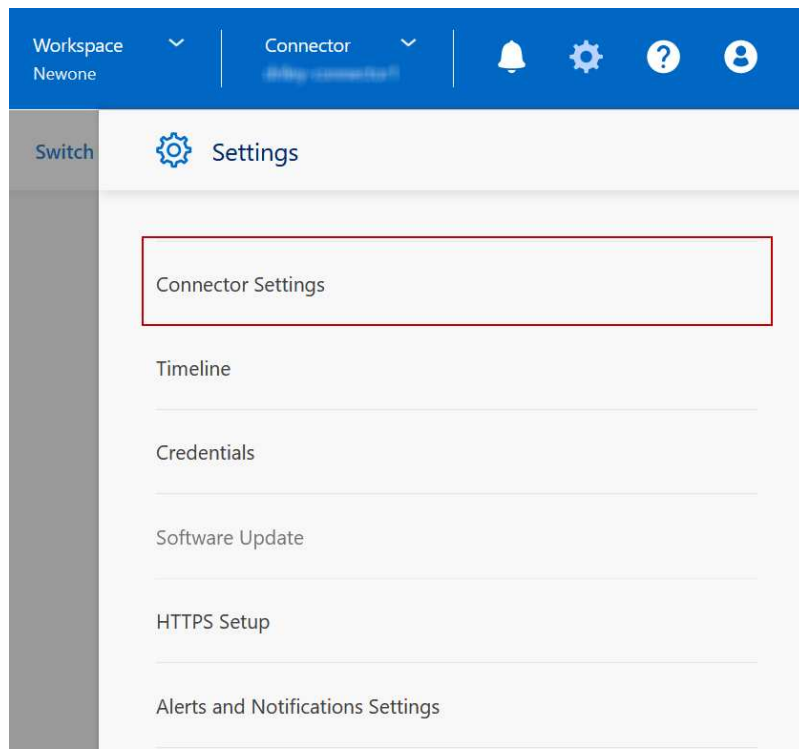 Workspace
Newone
Connector
Switch
Settings
Connector Settings
Timeline
Credentials
Software Update
HTTPS Setup
Alerts and Notifications Settings